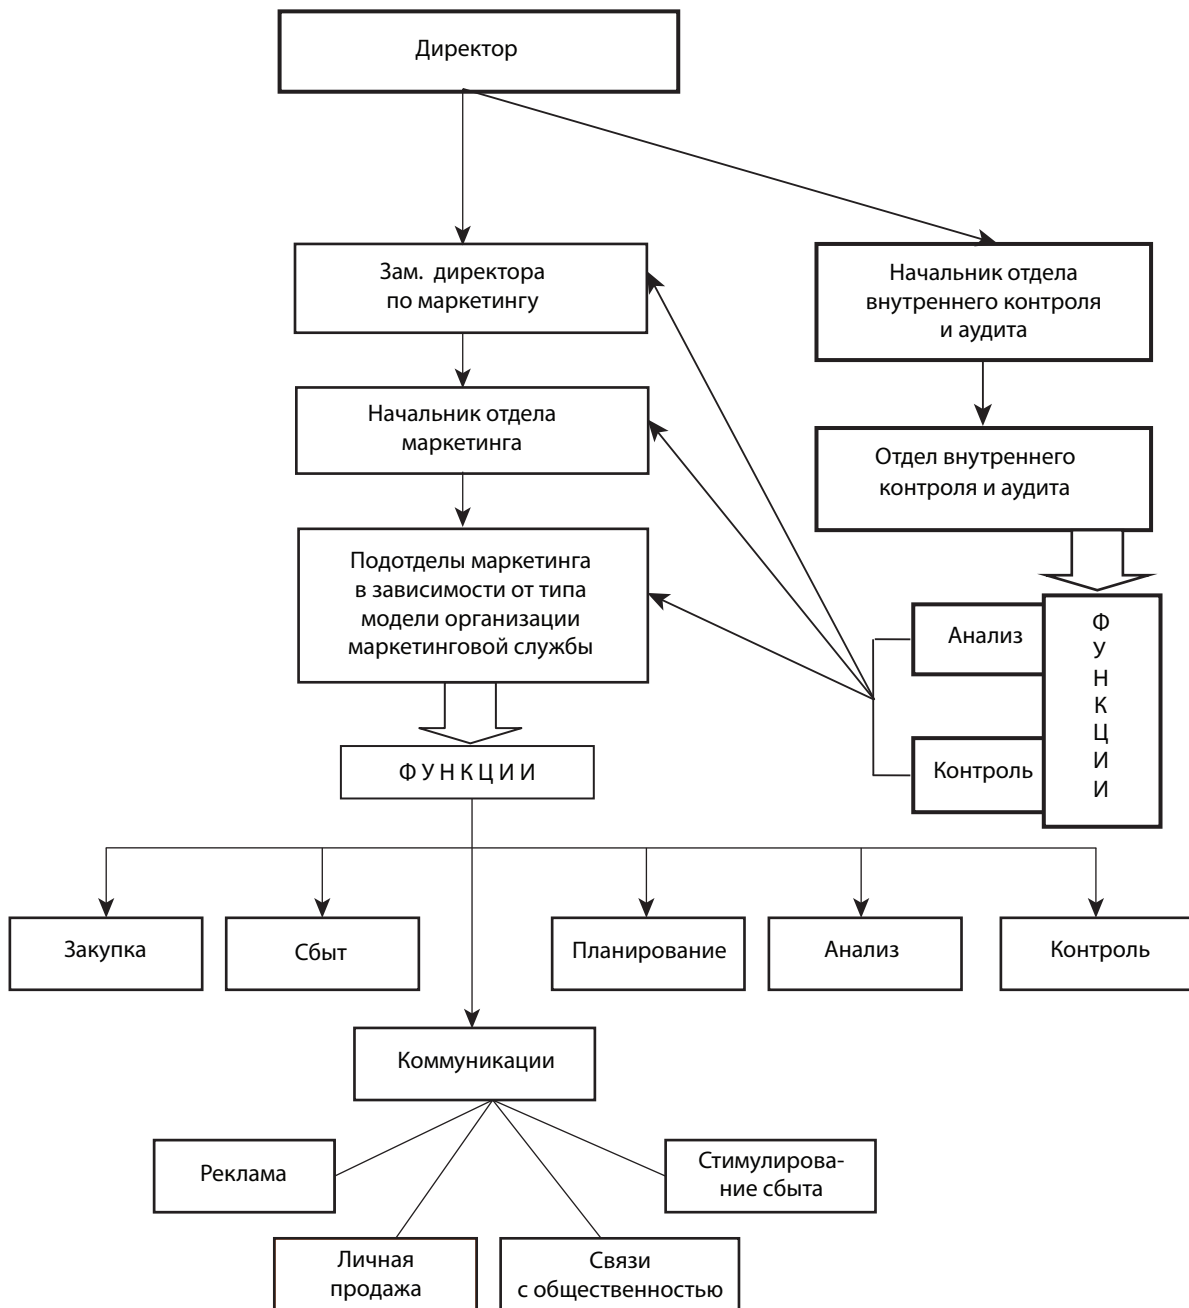 Директор
Зам. директора
по маркетингу
Начальник отдела
внутреннего контроля
и аудита
Начальник отдела
маркетинга
Отдел внутреннего
контроля и аудита
Подотделы маркетинга
в зависимости от типа
модели организации
маркетинговой службы
Анализ
Контроль
Ф
У
Н
К
Ц
И
И
Ф У Н К Ц И И
Закупка
Сбыт
Планирование
Анализ
Контроль
Коммуникации
Реклама
Стимулирова-
ние сбыта
Личная
продажа
Связи
с общественностью